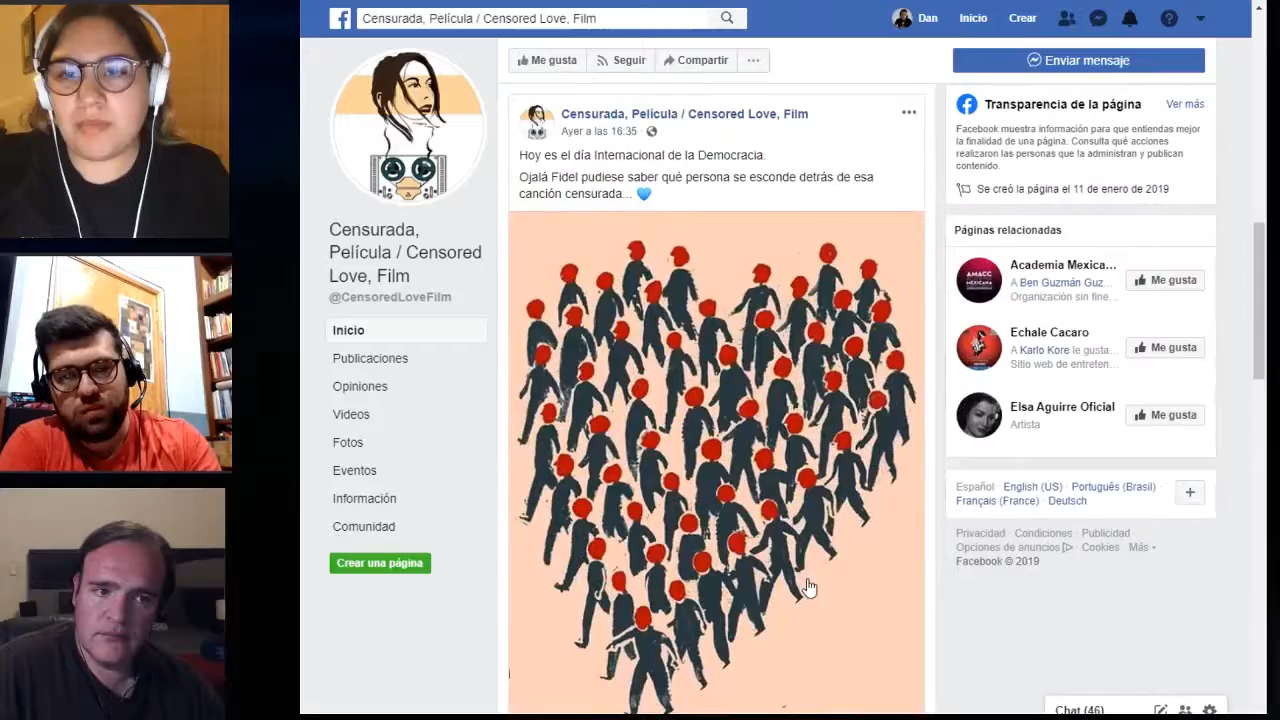 Censurada, Película / Censored Love, Film
Dan
Inicio
Crear
Me gusta
Seguir
Compartir
Enviar mensaje
Censurada,
Película / Censored
Love, Film
@CensoredLoveFilm
Inicio
Publicaciones
Opiniones
Videos
Fotos
Eventos
Información
Comunidad
Crear una página
Censurada, Película / Censored Love, Film
Ayer a las 16:35 ·
Hoy es el día Internacional de la Democracia.
Ojalá Fidel pudiese saber qué persona se esconde detrás de esa
canción censurada...
Transparencia de la página
Ver más
Facebook muestra información para que entiendas mejor
la finalidad de una página. Consulta qué acciones
realizaron las personas que la administran y publican
contenido.
Se creó la página el 11 de enero de 2019
Páginas relacionadas
Academia Mexica...
A Ben Guzmán Guz...
Organización sin fine...
Me gusta
Echale Cacaro
A Karlo Kore le gusta...
Sitio web de entreten...
Me gusta
Elsa Aguirre Oficial
Artista
Me gusta
Español · English (US) · Português (Brasil) ·
Français (France) · Deutsch
Privacidad · Condiciones · Publicidad
Opciones de anuncios · Cookies · Más
Facebook © 2019
Chat (46)